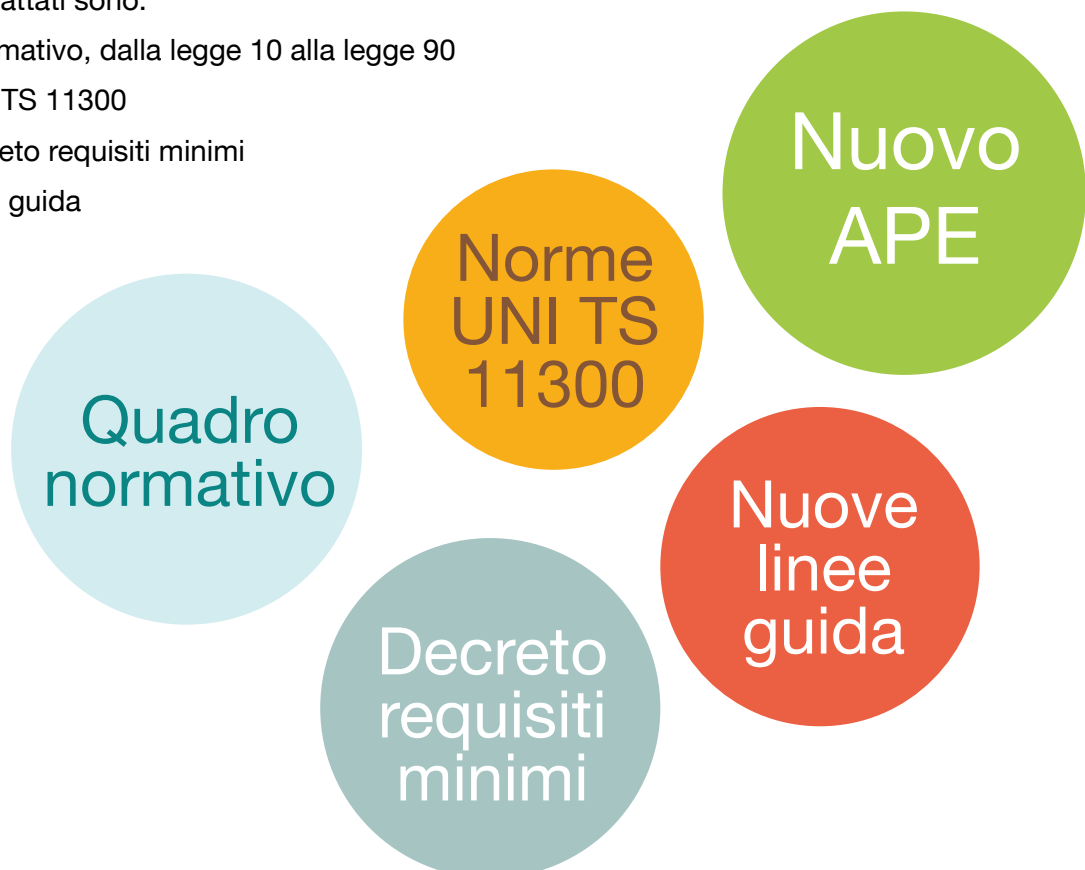 sono:
mativo, dalla legge 10 alla legge 90
TS 11300
eto requisiti minimi
guida
Nuovo
APE
Norme
UNI TS
11300
Quadro
normativo
Nuove
linee
guida
Decreto
requisiti
minimi